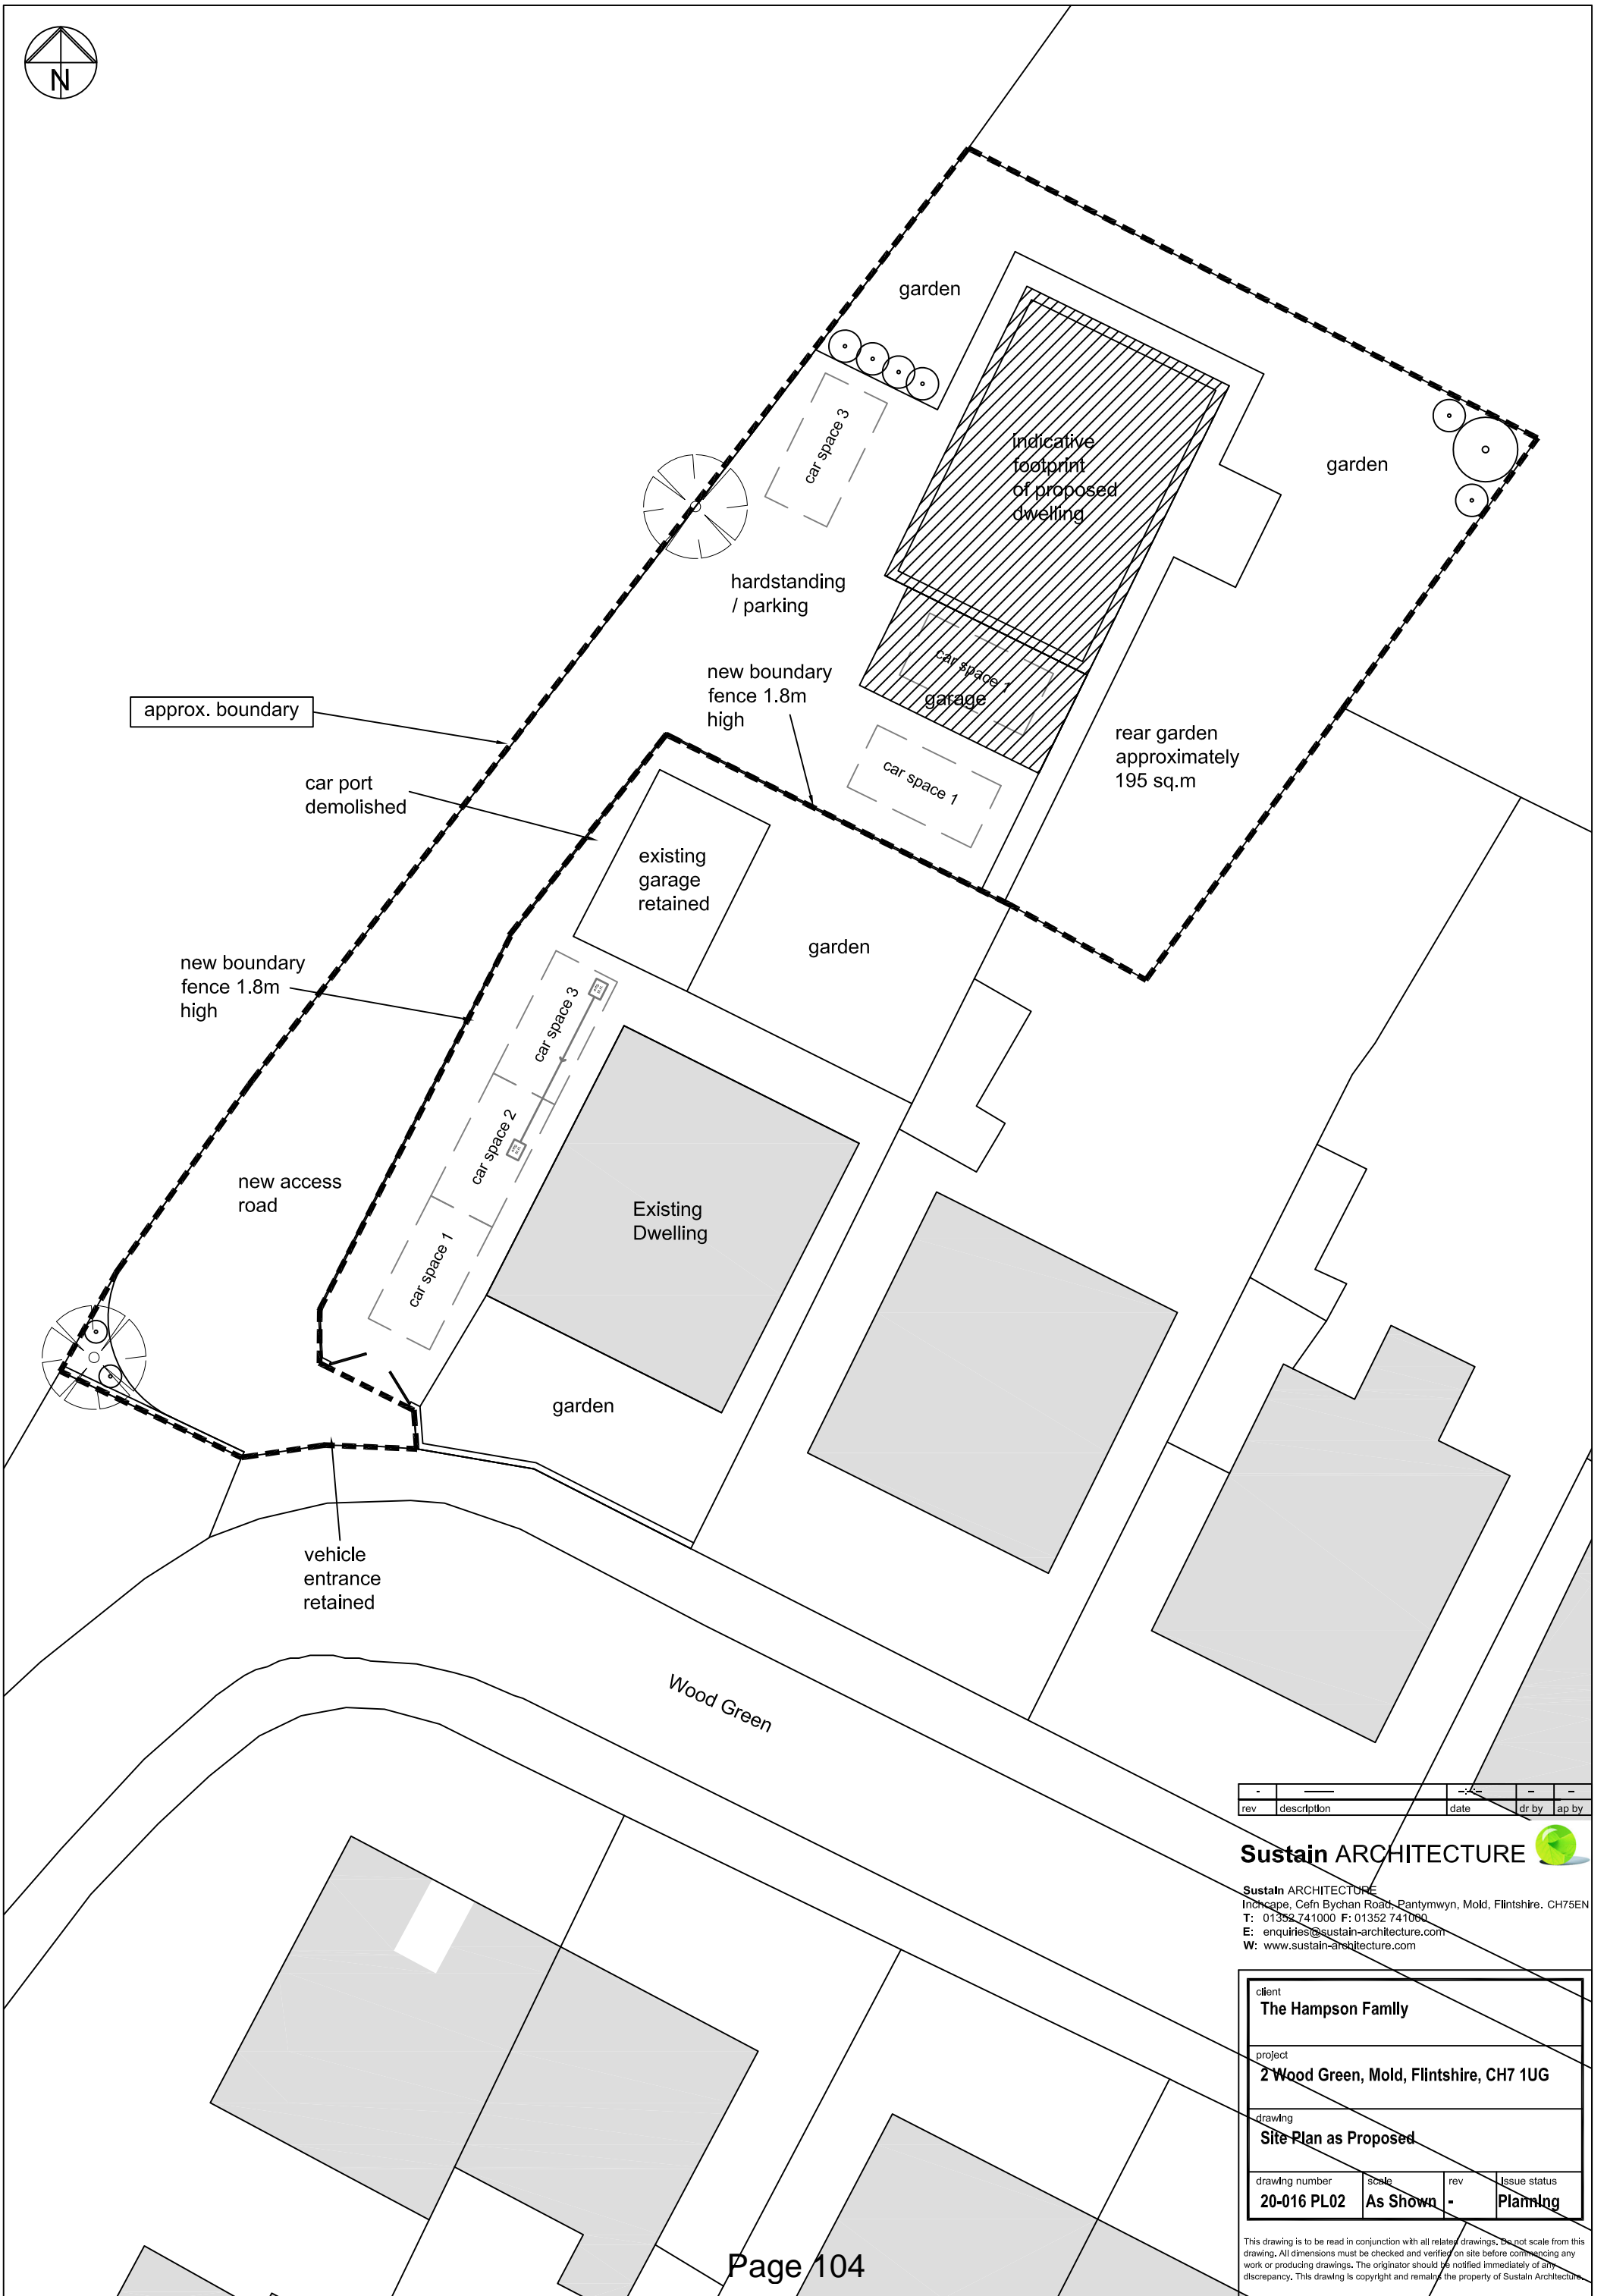 N
garden
car space 3
indicative
footprint
of proposed
dwelling
garden
hardstanding
/ parking
new boundary
fence 1.8m
high
car space 1
garage
approx. boundary
rear garden
approximately
195 sq.m
car space 1
car port
demolished
existing
garage
retained
garden
new boundary
fence 1.8m
high
car space 3
car space 2
car space 1
new access
road
Existing
Dwelling
garden
vehicle
entrance
retained
Wood Green
- —— -:- - -
rev description date dr by ap by
Sustain ARCHITECTURE
Sustain ARCHITECTURE
Inchcape, Cefn Bychan Road, Pantymwyn, Mold, Flintshire. CH75EN
T: 01352 741000 F: 01352 741000
E: enquiries@sustain-architecture.com
W: www.sustain-architecture.com
client
The Hampson Family
project
2 Wood Green, Mold, Flintshire, CH7 1UG
drawing
Site Plan as Proposed
drawing number scale rev issue status
20-016 PL02 As Shown - Planning
This drawing is to be read in conjunction with all related drawings. Do not scale from this
drawing. All dimensions must be checked and verified on site before commencing any
work or producing drawings. The originator should be notified immediately of any
discrepancy. This drawing is copyright and remains the property of Sustain Architecture.
Page 104